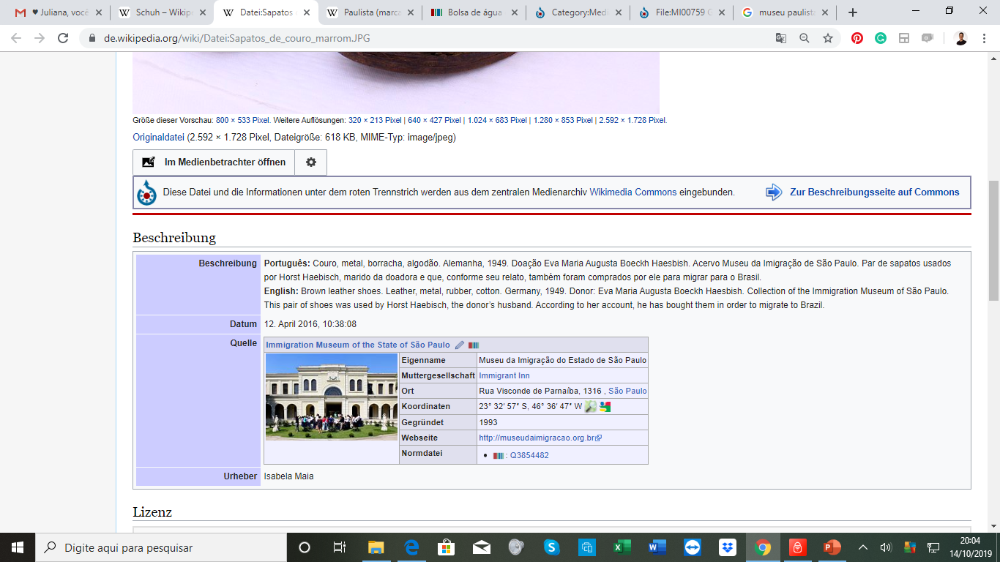 ♥ Juliana, você
Schuh – Wikipe
Datei:Sapatos
Paulista (marca
Bolsa de água
Category:Medi
File:MI00759 G
museu paulista
de.wikipedia.org/wiki/Datei:Sapatos_de_couro_marrom.JPG
Größe dieser Vorschau: 800 × 533 Pixel. Weitere Auflösungen: 320 × 213 Pixel | 640 × 427 Pixel | 1.024 × 683 Pixel | 1.280 × 853 Pixel | 2.592 × 1.728 Pixel.
Originaldatei (2.592 × 1.728 Pixel, Dateigröße: 618 KB, MIME-Typ: image/jpeg)
Im Medienbetrachter öffnen
Diese Datei und die Informationen unter dem roten Trennstrich werden aus dem zentralen Medienarchiv Wikimedia Commons eingebunden. Zur Beschreibungsseite auf Commons
Beschreibung
Beschreibung Português: Couro, metal, borracha, algodão. Alemanha, 1949. Doação Eva Maria Augusta Boeckh Haesbish. Acervo Museu da Imigração de São Paulo. Par de sapatos usados
por Horst Haebisch, marido da doadora e que, conforme seu relato, também foram comprados por ele para migrar para o Brasil.
English: Brown leather shoes. Leather, metal, rubber, cotton. Germany, 1949. Donor: Eva Maria Augusta Boeckh Haesbish. Collection of the Immigration Museum of São Paulo.
This pair of shoes was used by Horst Haebisch, the donor's husband. According to her account, he has bought them in order to migrate to Brazil.
Datum 12. April 2016, 10:38:08
Quelle Immigration Museum of the State of São Paulo
Eigenname Museu da Imigração do Estado de São Paulo
Muttergesellschaft Immigrant Inn
Ort Rua Visconde de Parnaíba, 1316 , São Paulo
Koordinaten 23° 32′ 57″ S, 46° 36′ 47″ W
Gegründet 1993
Webseite http://museudaimigracao.org.br
Normdatei • : Q3854482
Urheber Isabela Maia
Lizenz
Digite aqui para pesquisar
20:04
14/10/2019